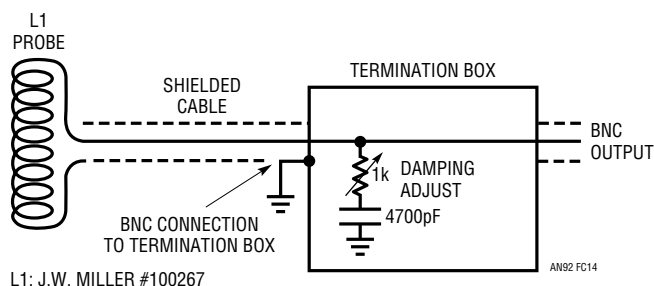 L1
PROBE
SHIELDED
CABLE
TERMINATION BOX
BNC
OUTPUT
1k
DAMPING
ADJUST
4700pF
BNC CONNECTION
TO TERMINATION BOX
AN92 FC14
L1: J.W. MILLER #100267